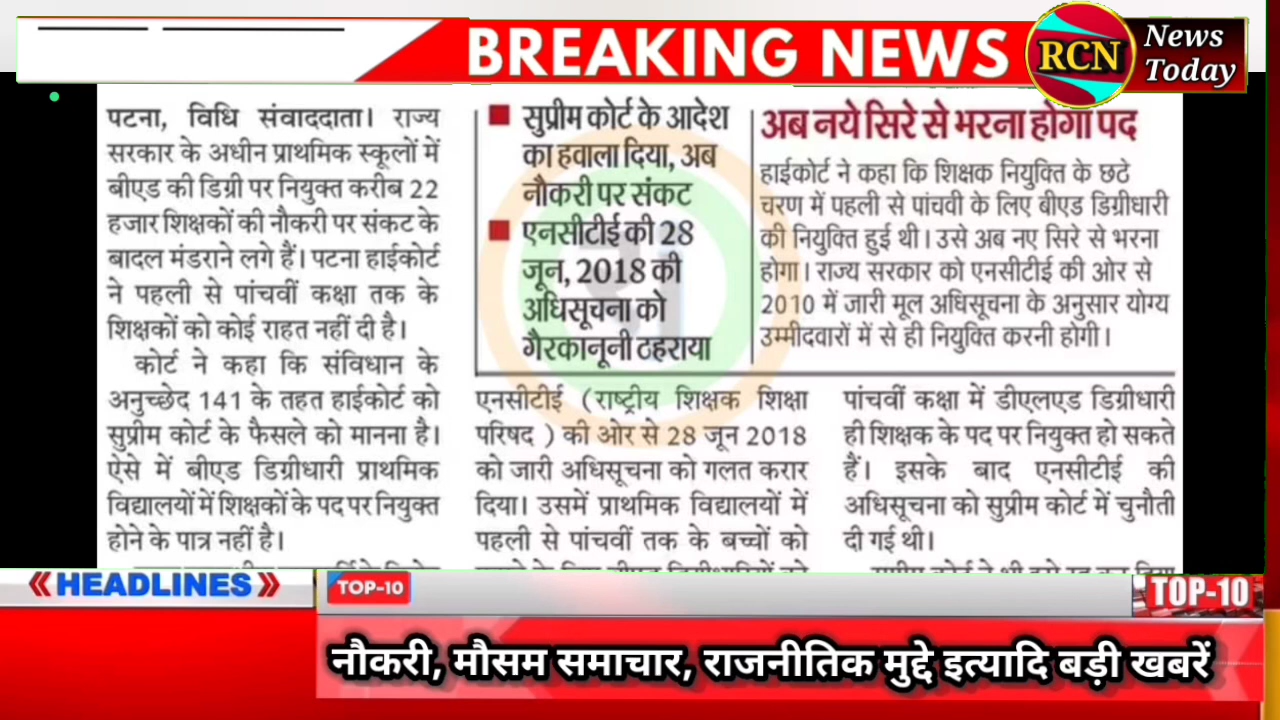 BREAKING NEWS
RCN
News
Today
पटना, विधि संवाददाता। राज्य
सरकार के अधीन प्राथमिक स्कूलों में
बीएड की डिग्री पर नियुक्त करीब 22
हजार शिक्षकों की नौकरी पर संकट के
बादल मंडराने लगे हैं। पटना हाईकोर्ट
ने पहली से पांचवीं कक्षा तक के
शिक्षकों को कोई राहत नहीं दी है।
कोर्ट ने कहा कि संविधान के
अनुच्छेद 141 के तहत हाईकोर्ट को
सुप्रीम कोर्ट के फैसले को मानना है।
ऐसे में बीएड डिग्रीधारी प्राथमिक
विद्यालयों में शिक्षकों के पद पर नियुक्त
होने के पात्र नहीं है।
सुप्रीम कोर्ट के आदेश
का हवाला दिया, अब
नौकरी पर संकट
एनसीटीई की 28
जून, 2018 की
अधिसूचना को
गैरकानूनी ठहराया
अब नये सिरे से भरना होगा पद
हाईकोर्ट ने कहा कि शिक्षक नियुक्ति के छठे
चरण में पहली से पांचवी के लिए बीएड डिग्रीधारी
की नियुक्ति हुई थी। उसे अब नए सिरे से भरना
होगा। राज्य सरकार को एनसीटीई की ओर से
2010 में जारी मूल अधिसूचना के अनुसार योग्य
उम्मीदवारों में से ही नियुक्ति करनी होगी।
एनसीटीई (राष्ट्रीय शिक्षक शिक्षा
परिषद ) की ओर से 28 जून 2018
को जारी अधिसूचना को गलत करार
दिया। उसमें प्राथमिक विद्यालयों में
पहली से पांचवीं तक के बच्चों को
पांचवीं कक्षा में डीएलएड डिग्रीधारी
ही शिक्षक के पद पर नियुक्त हो सकते
हैं। इसके बाद एनसीटीई की
अधिसूचना को सुप्रीम कोर्ट में चुनौती
दी गई थी।
HEADLINES
TOP-10
TOP-10
नौकरी, मौसम समाचार, राजनीतिक मुद्दे इत्यादि बड़ी खबरें